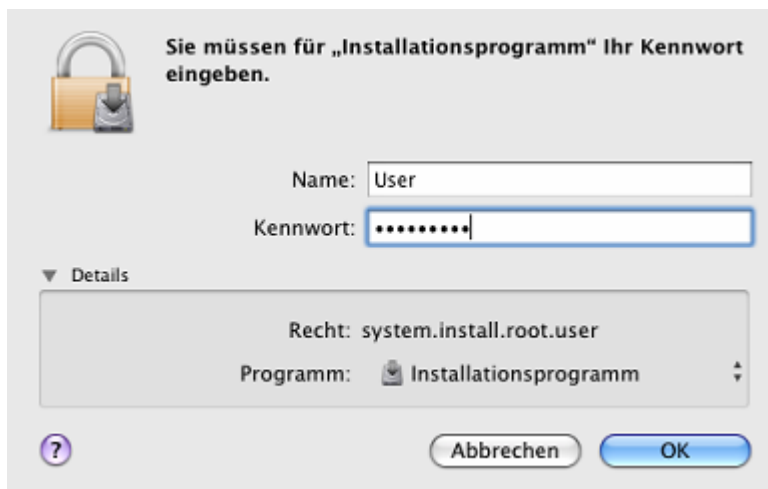 Sie müssen für „Installationsprogramm“ Ihr Kennwort
eingeben.
Name: User
Kennwort: •••••••••
Details
Recht: system.install.root.user
Programm: Installationsprogramm
? Abbrechen OK